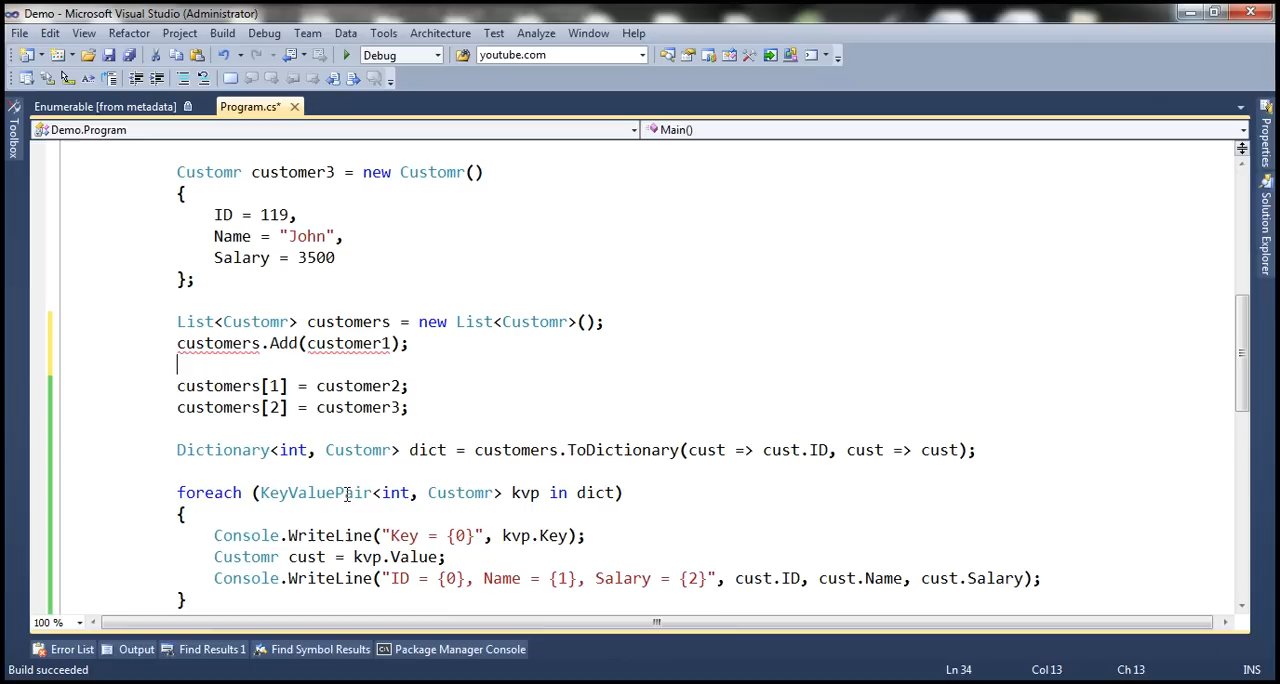 Demo - Microsoft Visual Studio (Administrator)
File Edit View Refactor Project Build Debug Team Data Tools Architecture Test Analyze Window Help
Debug youtube.com
Enumerable [from metadata] Program.cs*
Toolbox
Demo.Program Main()
Properties
Solution Explorer
Customr customer3 = new Customr()
{
ID = 119,
Name = "John",
Salary = 3500
};
List<Customr> customers = new List<Customr>();
customers.Add(customer1);
customers[1] = customer2;
customers[2] = customer3;
Dictionary<int, Customr> dict = customers.ToDictionary(cust => cust.ID, cust => cust);
foreach (KeyValuePair<int, Customr> kvp in dict)
{
Console.WriteLine("Key = {0}", kvp.Key);
Customr cust = kvp.Value;
Console.WriteLine("ID = {0}, Name = {1}, Salary = {2}", cust.ID, cust.Name, cust.Salary);
}
100 %
Error List Output Find Results 1 Find Symbol Results Package Manager Console
Build succeeded Ln 34 Col 13 Ch 13 INS